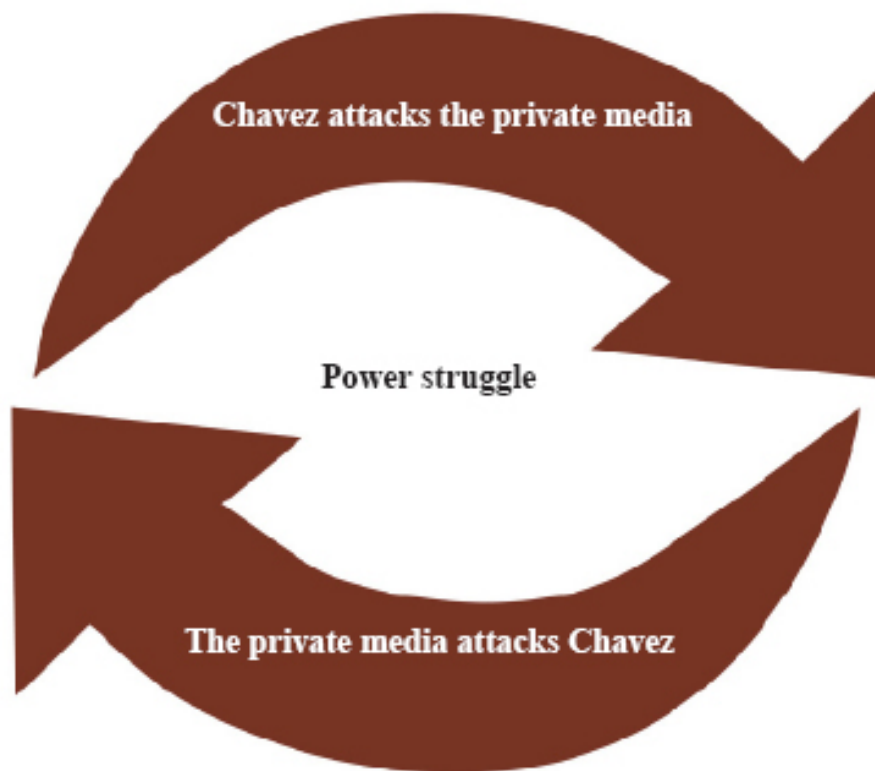 Chavez attacks the private media
Power struggle
The private media attacks Chavez